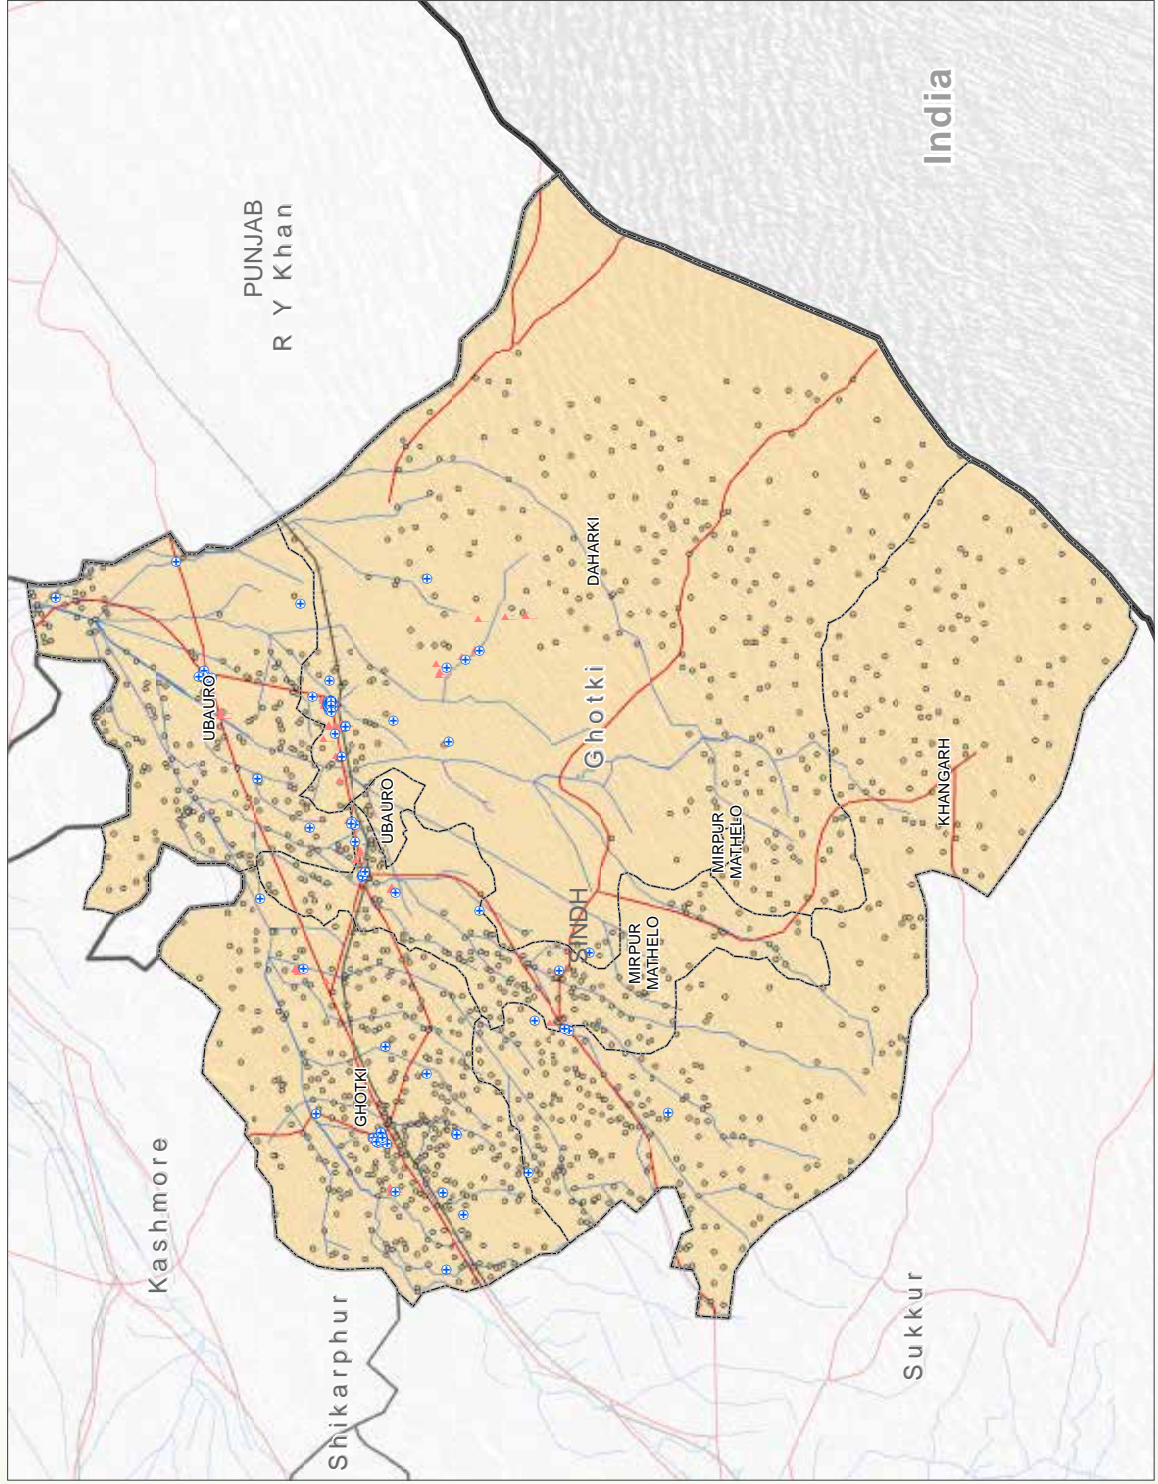 Kashmore
Shikarphur
Sukkur
PUNJAB
R Y Khan
India
UBAURO
GHOTKI
UBAURO
DAHARKI
Ghotki
SINDH
MIRPUR
MATHELO
MIRPUR
MATHELO
KHANGARH